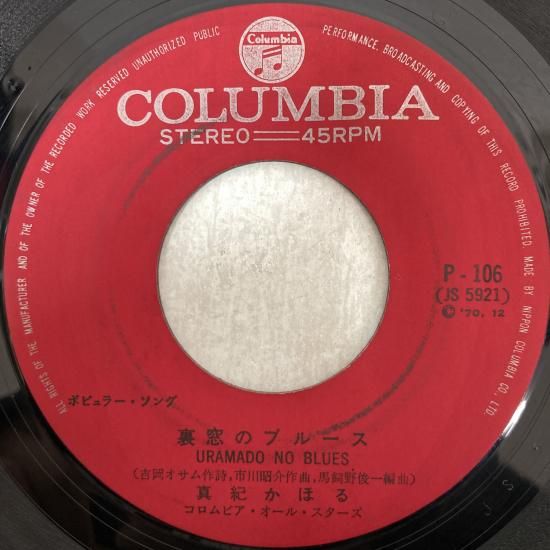 ALL RIGHTS OF THE MANUFACTURER AND OF THE OWNER OF THE RECORDED WORK RESERVED UNAUTHORIZED PUBLIC PERFORMANCE, BROADCASTING AND COPYING OF THIS RECORD PROHIBITED. MADE BY NIPPON COLUMBIA CO., LTD.
Columbia
COLUMBIA
STEREO 45RPM
P-106
(JS 5921)
© '70. 12
ポピュラー・ソング
裏窓のブルース
URAMADO NO BLUES
(吉岡オサム作詩, 市川昭介作曲, 馬飼野俊一編曲)
真紀かほる
コロムビア・オール・スターズ
J S